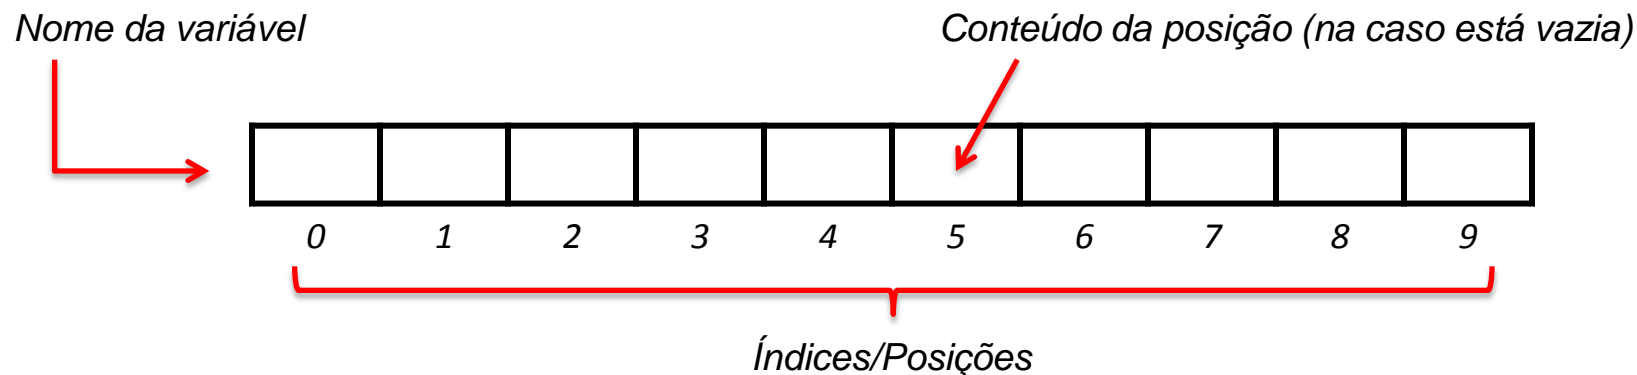 Nome da variável
Conteúdo da posição (na caso está vazia)
0 1 2 3 4 5 6 7 8 9
Índices/Posições